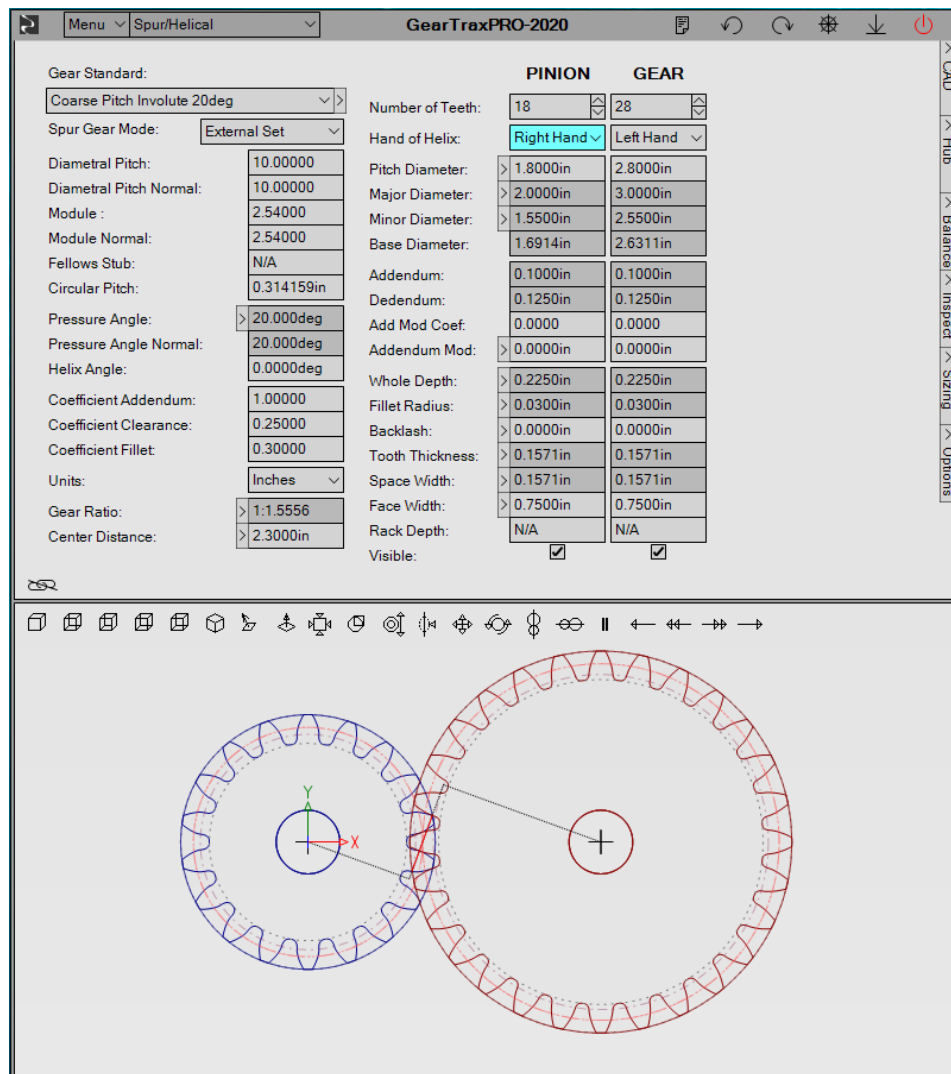 Menu Spur/Helical GearTraxPRO-2020
Gear Standard:
Coarse Pitch Involute 20deg
Spur Gear Mode: External Set
Diametral Pitch: 10.00000
Diametral Pitch Normal: 10.00000
Module : 2.54000
Module Normal: 2.54000
Fellows Stub: N/A
Circular Pitch: 0.314159in
Pressure Angle: > 20.000deg
Pressure Angle Normal: 20.000deg
Helix Angle: 0.0000deg
Coefficient Addendum: 1.00000
Coefficient Clearance: 0.25000
Coefficient Fillet: 0.30000
Units: Inches
Gear Ratio: > 1:1.5556
Center Distance: > 2.3000in
PINION GEAR
Number of Teeth: 18 28
Hand of Helix: Right Hand Left Hand
Pitch Diameter: > 1.8000in 2.8000in
Major Diameter: > 2.0000in 3.0000in
Minor Diameter: > 1.5500in 2.5500in
Base Diameter: 1.6914in 2.6311in
Addendum: 0.1000in 0.1000in
Dedendum: 0.1250in 0.1250in
Add Mod Coef: 0.0000 0.0000
Addendum Mod: > 0.0000in 0.0000in
Whole Depth: > 0.2250in 0.2250in
Fillet Radius: > 0.0300in 0.0300in
Backlash: > 0.0000in 0.0000in
Tooth Thickness: > 0.1571in 0.1571in
Space Width: > 0.1571in 0.1571in
Face Width: > 0.7500in 0.7500in
Rack Depth: N/A N/A
Visible:
> CAD
> Hub
> Balance
> Inspect
> Sizing
> Options
Y
X